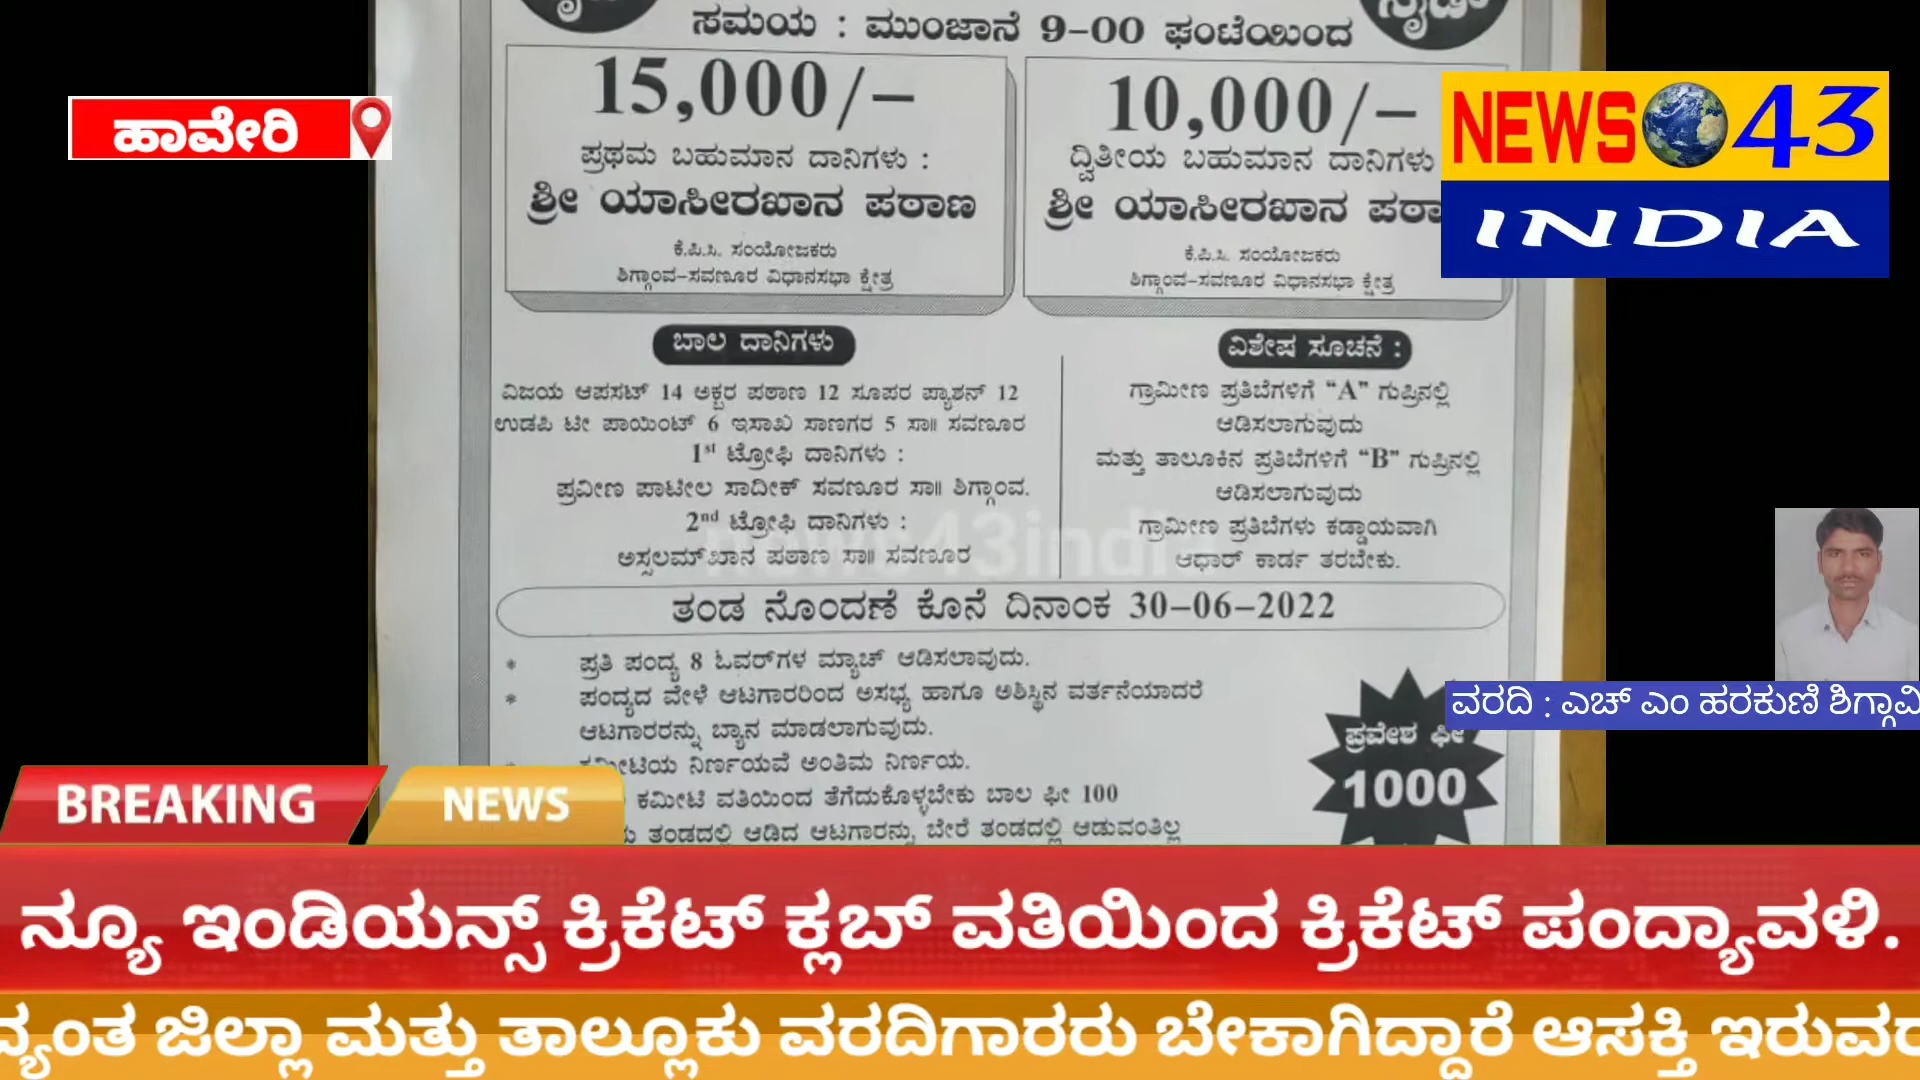 ಸಮಯ : ಮುಂಜಾನೆ 9-00 ಘಂಟೆಯಿಂದ
15,000/-
ಪ್ರಥಮ ಬಹುಮಾನ ದಾನಿಗಳು :
ಶ್ರೀ ಯಾಸೀರಖಾನ ಪಠಾಣ
ಕೆ.ಪಿ.ಸಿ. ಸಂಯೋಜಕರು
ಶಿಗ್ಗಾಂವ-ಸವಣೂರ ವಿಧಾನಸಭಾ ಕ್ಷೇತ್ರ
10,000/-
ದ್ವಿತೀಯ ಬಹುಮಾನ ದಾನಿಗಳು
ಶ್ರೀ ಯಾಸೀರಖಾನ
ಕೆ.ಪಿ.ಸಿ. ಸಂಯೋಜಕರು
ಶಿಗ್ಗಾಂವ-ಸವಣೂರ ವಿಧಾನಸಭಾ ಕ್ಷೇತ್ರ
ಹಾವೇರಿ
NEWS 43
INDIA
ಬಾಲ ದಾನಿಗಳು
ವಿಜಯ ಆಪಸಟ್ 14 ಅಕ್ಬರ ಪಠಾಣ 12 ಸೂಪರ ಪ್ಯಾಶನ್ 12
ಉಡಪಿ ಟೀ ಪಾಯಿಂಟ್ 6 ಇಸಾಖ ಸಾಣಗರ 5 ಸಾ॥ ಸವಣೂರ
1st ಟ್ರೋಫಿ ದಾನಿಗಳು :
ಪ್ರವೀಣ ಪಾಟೀಲ ಸಾದೀಕ್ ಸವಣೂರ ಸಾ॥ ಶಿಗ್ಗಾಂವ.
2nd ಟ್ರೋಫಿ ದಾನಿಗಳು :
ಅಸ್ಸಲಮ್‌ಖಾನ ಪಠಾಣ ಸಾ॥ ಸವಣೂರ
ವಿಶೇಷ ಸೂಚನೆ :
ಗ್ರಾಮೀಣ ಪ್ರತಿಬೆಗಳಿಗೆ "A" ಗುಪ್ರಿನಲ್ಲಿ
ಆಡಿಸಲಾಗುವುದು
ಮತ್ತು ತಾಲೂಕಿನ ಪ್ರತಿಬೆಗಳಿಗೆ "B" ಗುಪ್ರಿನಲ್ಲಿ
ಆಡಿಸಲಾಗುವುದು
ಗ್ರಾಮೀಣ ಪ್ರತಿಬೆಗಳು ಕಡ್ಡಾಯವಾಗಿ
ಆಧಾರ್ ಕಾರ್ಡ ತರಬೇಕು.
news43indi
ತಂಡ ನೊಂದಣೆ ಕೊನೆ ದಿನಾಂಕ 30-06-2022
* ಪ್ರತಿ ಪಂದ್ಯ 8 ಓವರ್‌ಗಳ ಮ್ಯಾಚ್ ಆಡಿಸಲಾವುದು.
* ಪಂದ್ಯದ ವೇಳೆ ಆಟಗಾರರಿಂದ ಅಸಭ್ಯ ಹಾಗೂ ಅಶಿಸ್ಥಿನ ವರ್ತನೆಯಾದರೆ
ಆಟಗಾರರನ್ನು ಬ್ಯಾನ ಮಾಡಲಾಗುವುದು.
* ಕಮೀಟಿಯ ನಿರ್ಣಯವೆ ಅಂತಿಮ ನಿರ್ಣಯ.
ಕಮೀಟಿ ವತಿಯಿಂದ ತೆಗೆದುಕೊಳ್ಳಬೇಕು ಬಾಲ ಫೀ 100
ತಂಡದಲ್ಲಿ ಆಡಿದ ಆಟಗಾರನ್ನು ಬೇರೆ ತಂಡದಲ್ಲಿ ಆಡುವಂತಿಲ್ಲ
ಪ್ರವೇಶ ಫೀ
1000
ವರದಿ : ಎಚ್ ಎಂ ಹರಕುಣಿ ಶಿಗ್ಗಾವಿ
BREAKING NEWS
ನ್ಯೂ ಇಂಡಿಯನ್ಸ್ ಕ್ರಿಕೆಟ್ ಕ್ಲಬ್ ವತಿಯಿಂದ ಕ್ರಿಕೆಟ್ ಪಂದ್ಯಾವಳಿ.
ದ್ಯಂತ ಜಿಲ್ಲಾ ಮತ್ತು ತಾಲ್ಲೂಕು ವರದಿಗಾರರು ಬೇಕಾಗಿದ್ದಾರೆ ಆಸಕ್ತಿ ಇರುವರ